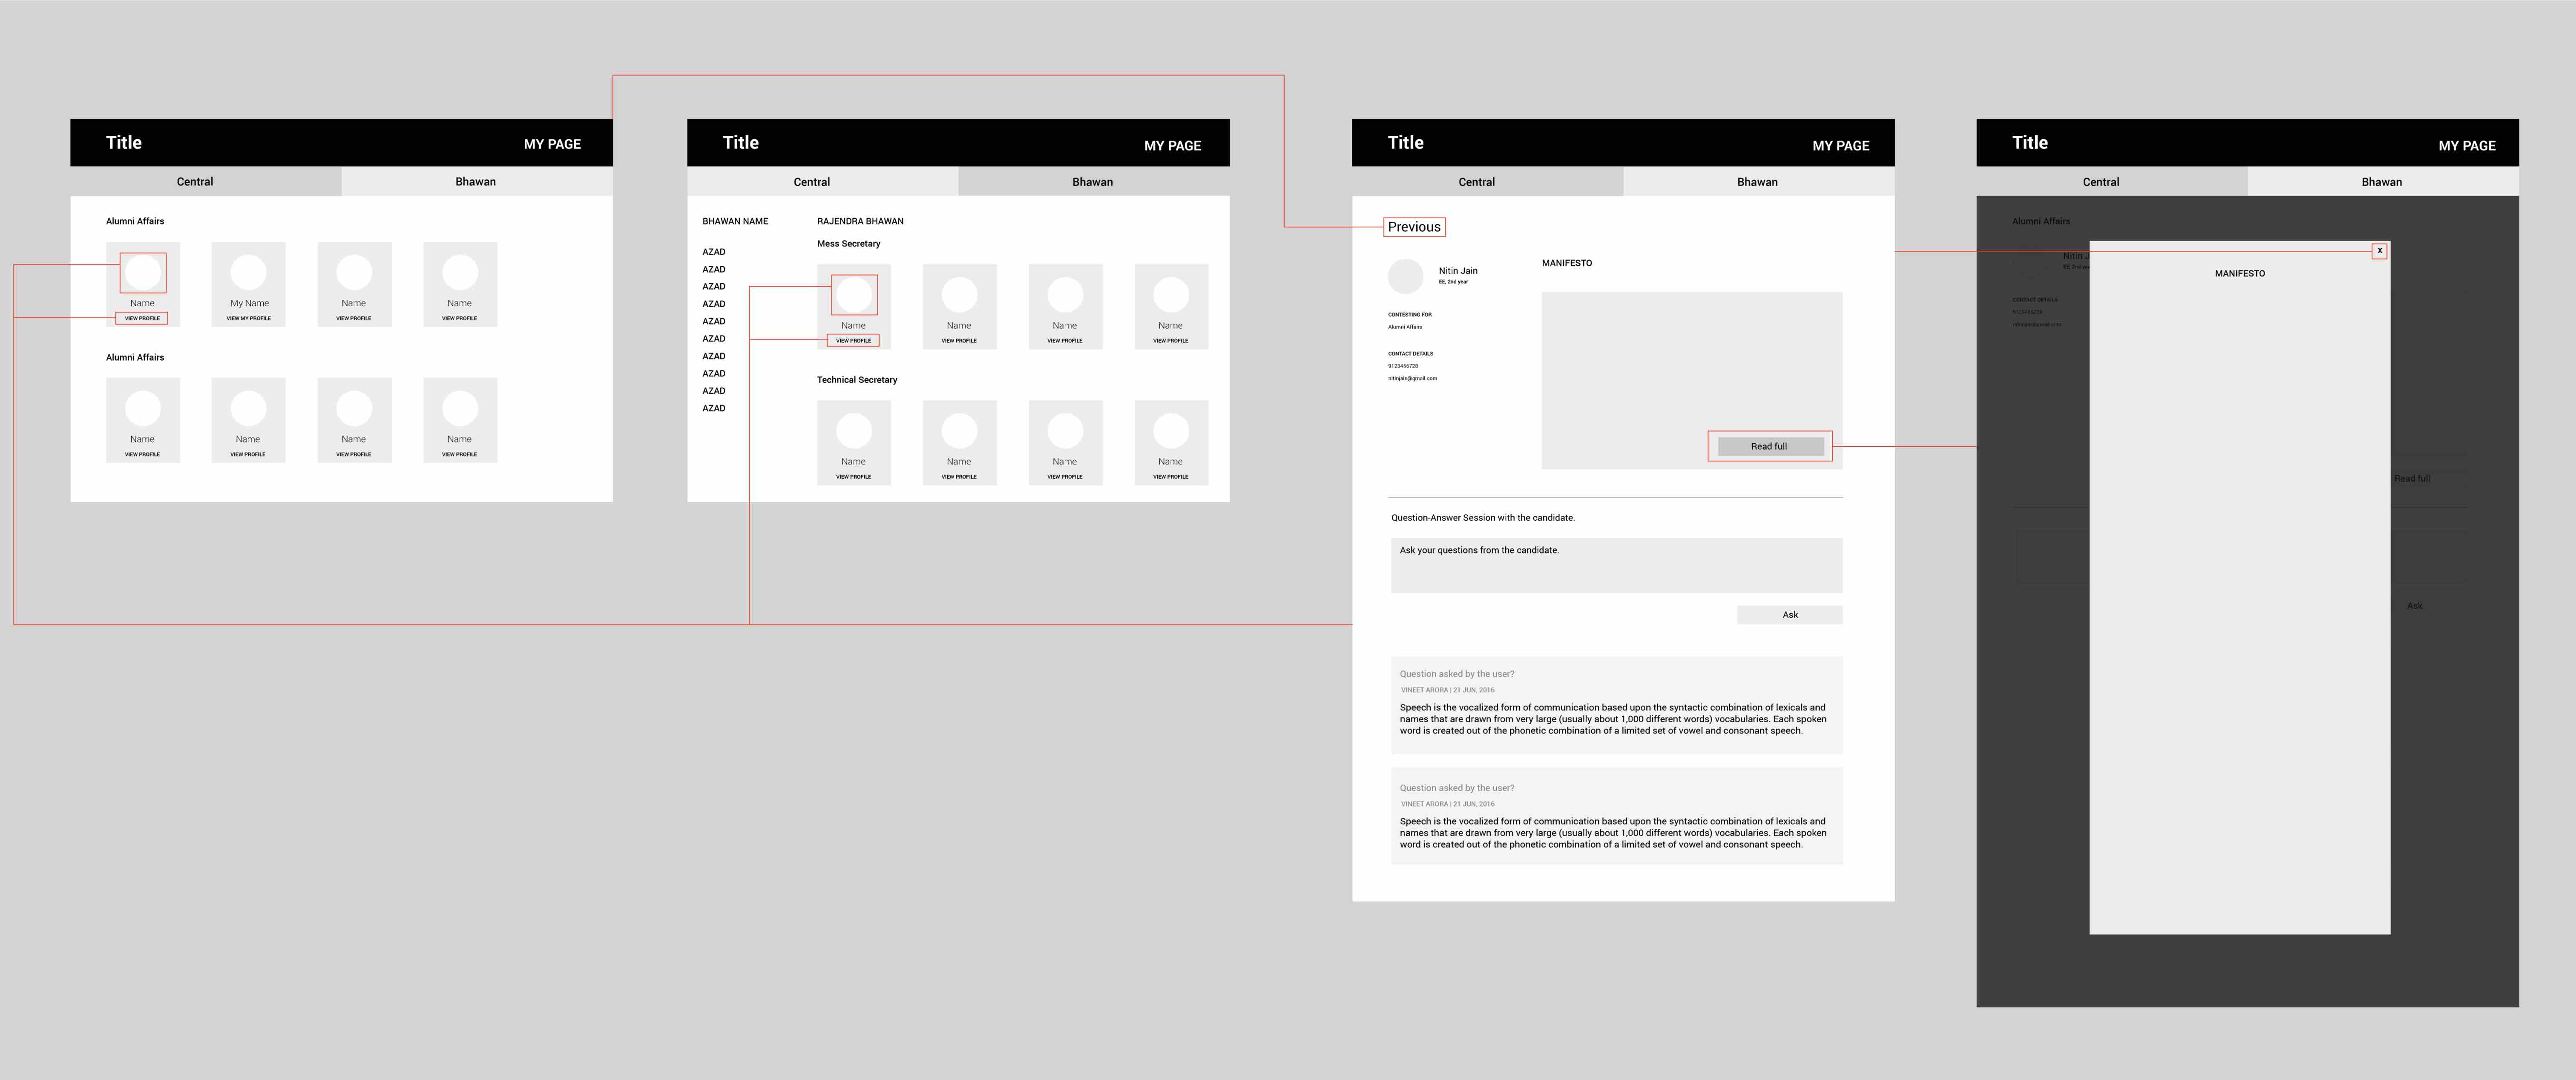 Title
MY PAGE
Central
Bhawan
Alumni Affairs
Name
My Name
Name
Name
VIEW PROFILE
VIEW MY PROFILE
VIEW PROFILE
VIEW PROFILE
Alumni Affairs
Name
Name
Name
Name
VIEW PROFILE
VIEW PROFILE
VIEW PROFILE
VIEW PROFILE
Title
MY PAGE
Central
Bhawan
BHAWAN NAME
AZAD
AZAD
AZAD
AZAD
AZAD
AZAD
AZAD
AZAD
AZAD
AZAD
RAJENDRA BHAWAN
Mess Secretary
Name
Name
Name
Name
VIEW PROFILE
VIEW PROFILE
VIEW PROFILE
VIEW PROFILE
Technical Secretary
Name
Name
Name
Name
VIEW PROFILE
VIEW PROFILE
VIEW PROFILE
VIEW PROFILE
Title
MY PAGE
Central
Bhawan
Previous
Nitin Jain
EE, 2nd year
CONTESTING FOR
Alumni Affairs
CONTACT DETAILS
9123456728
nitinjain@gmail.com
MANIFESTO
Read full
Question-Answer Session with the candidate.
Ask your questions from the candidate.
Ask
Question asked by the user?
VINEET ARORA | 21 JUN, 2016
Speech is the vocalized form of communication based upon the syntactic combination of lexicals and
names that are drawn from very large (usually about 1,000 different words) vocabularies. Each spoken
word is created out of the phonetic combination of a limited set of vowel and consonant speech.
Question asked by the user?
VINEET ARORA | 21 JUN, 2016
Speech is the vocalized form of communication based upon the syntactic combination of lexicals and
names that are drawn from very large (usually about 1,000 different words) vocabularies. Each spoken
word is created out of the phonetic combination of a limited set of vowel and consonant speech.
Title
MY PAGE
Central
Bhawan
Alumni Affairs
Nitin J
EE, 2nd yea
CONTACT DETAILS
9123456728
nitinjain@gmail.com
x
MANIFESTO
Read full
Ask